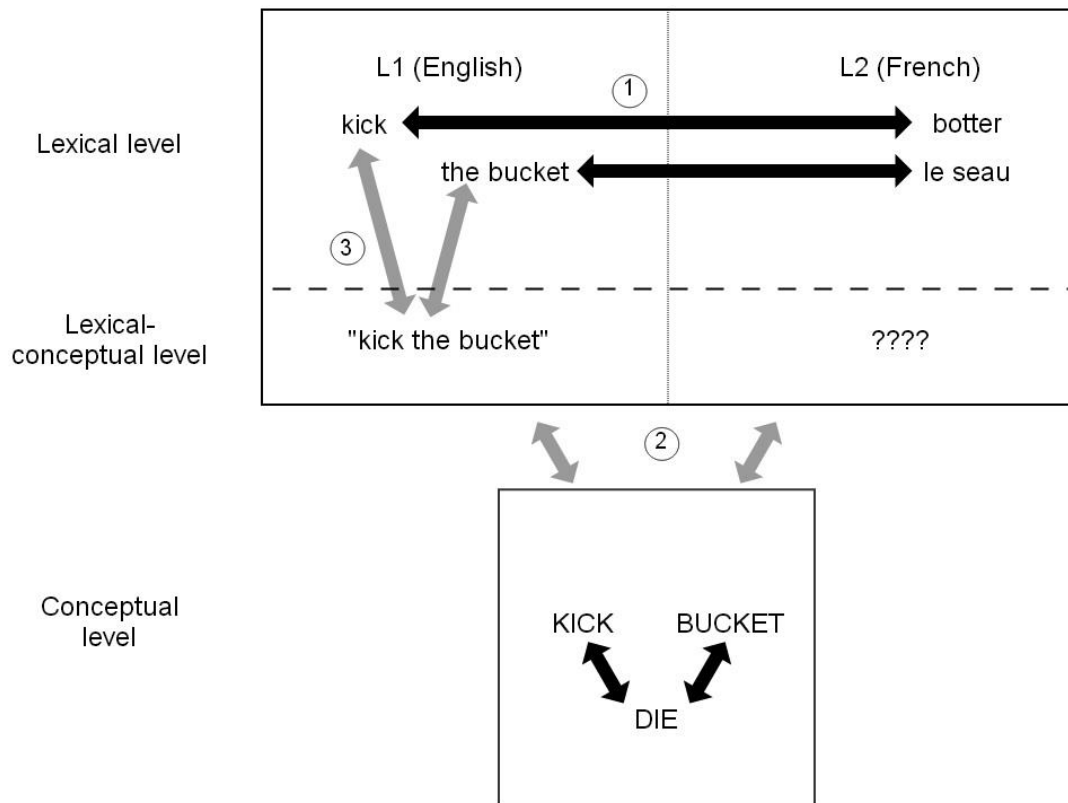 L1 (English)
L2 (French)
1
kick
botter
Lexical level
the bucket
le seau
3
Lexical-
conceptual level
"kick the bucket"
????
2
Conceptual
level
KICK
BUCKET
DIE